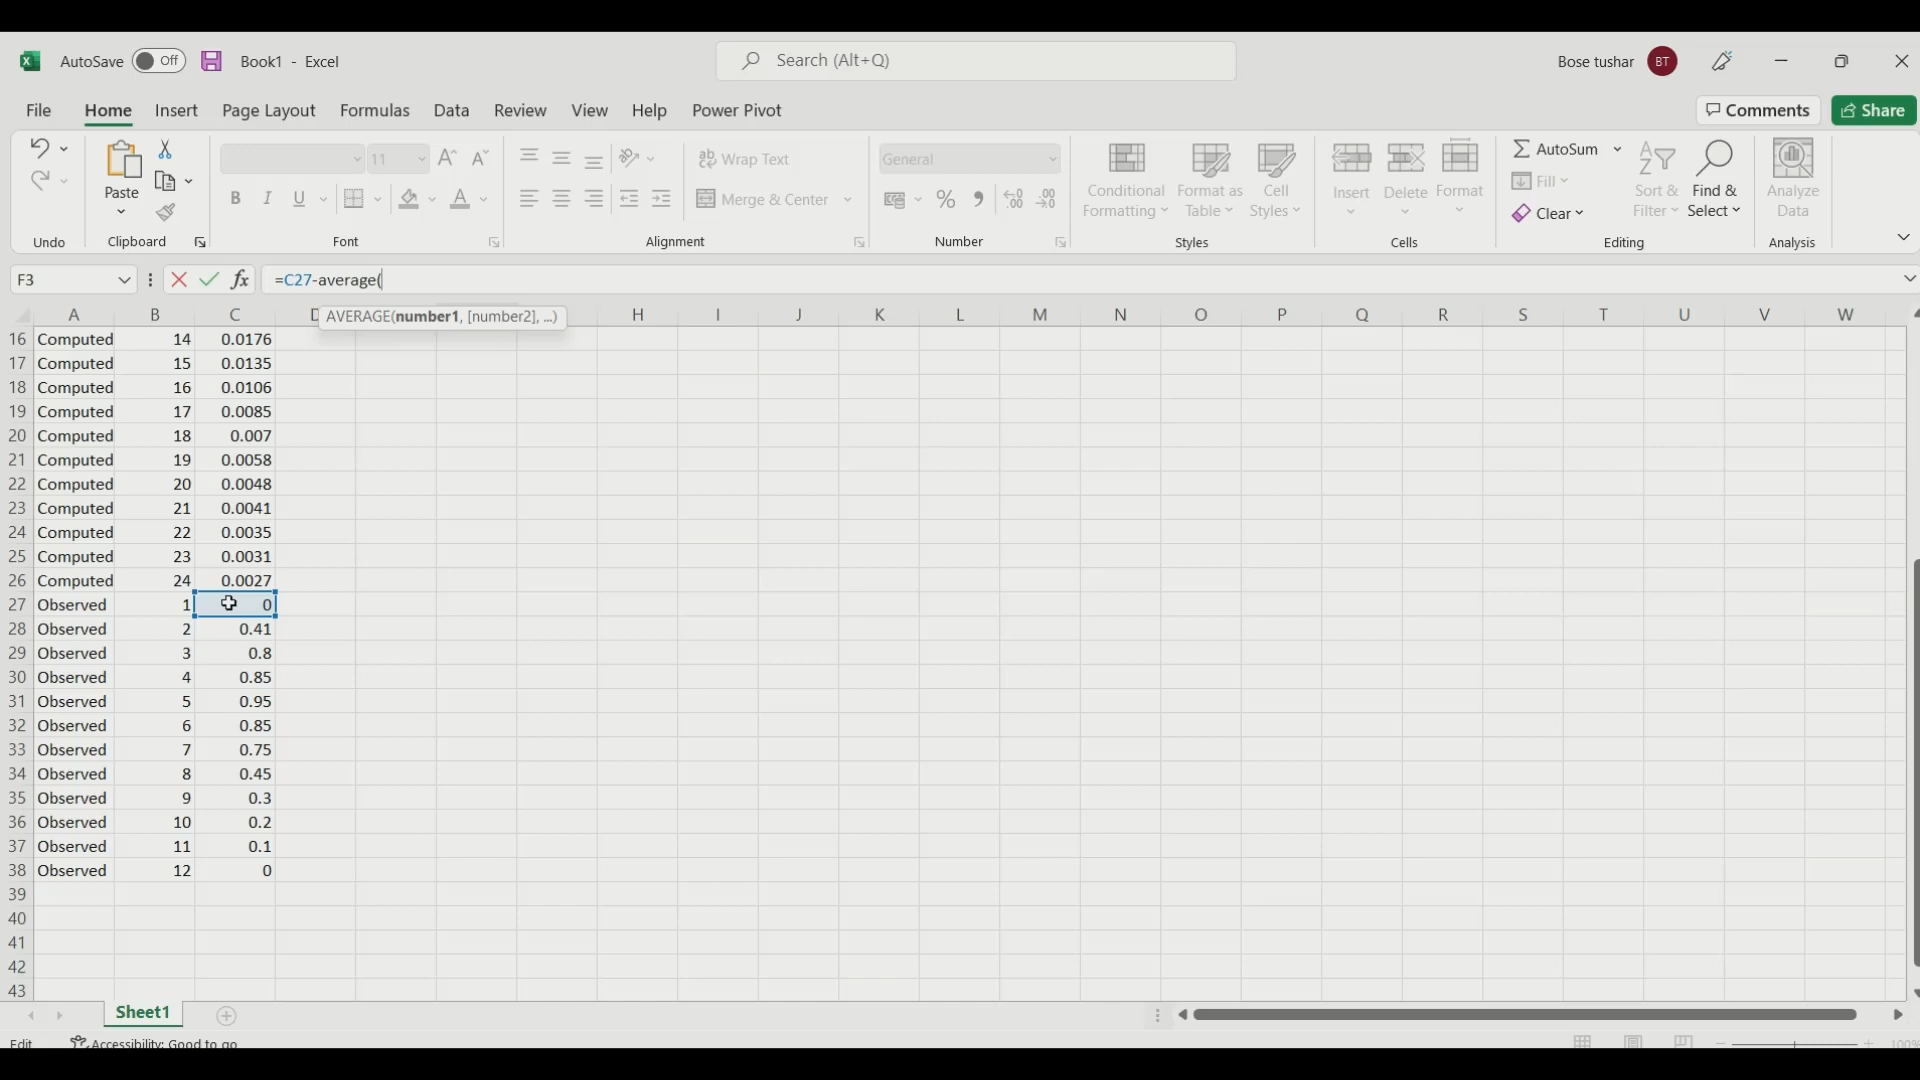 AutoSave Off Book1 - Excel Search (Alt+Q) Bose tushar BT
File Home Insert Page Layout Formulas Data Review View Help Power Pivot Comments Share
Paste 11 Wrap Text General Conditional Formatting Format as Table Cell Styles Insert Delete Format AutoSum Fill Clear Sort & Filter Find & Select Analyze Data
B I U A Merge & Center % 
Undo Clipboard Font Alignment Number Styles Cells Editing Analysis
F3 fx =C27-average(
AVERAGE(number1, [number2], ...)
A B C H I J K L M N O P Q R S T U V W
16 Computed 14 0.0176
17 Computed 15 0.0135
18 Computed 16 0.0106
19 Computed 17 0.0085
20 Computed 18 0.007
21 Computed 19 0.0058
22 Computed 20 0.0048
23 Computed 21 0.0041
24 Computed 22 0.0035
25 Computed 23 0.0031
26 Computed 24 0.0027
27 Observed 1 0
28 Observed 2 0.41
29 Observed 3 0.8
30 Observed 4 0.85
31 Observed 5 0.95
32 Observed 6 0.85
33 Observed 7 0.75
34 Observed 8 0.45
35 Observed 9 0.3
36 Observed 10 0.2
37 Observed 11 0.1
38 Observed 12 0
39
40
41
42
43
Sheet1
Edit Accessibility: Good to go 100%